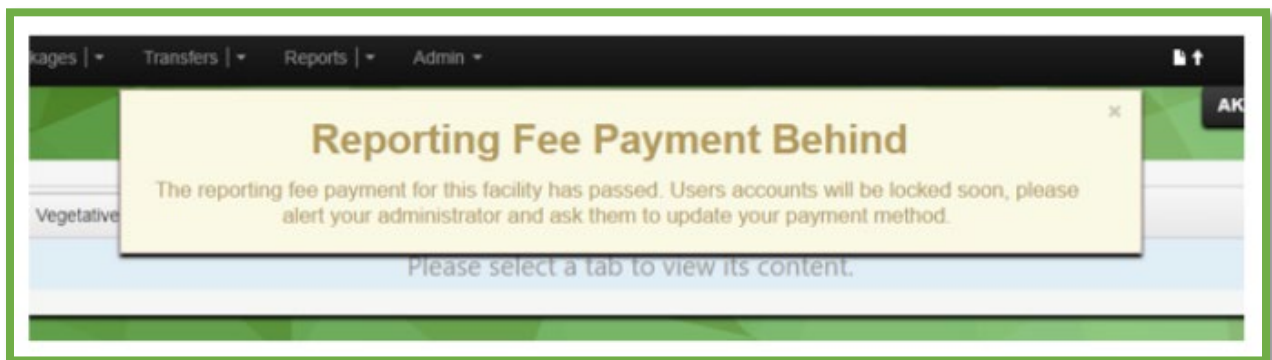 kages | Transfers | Reports | Admin
AK
Reporting Fee Payment Behind
The reporting fee payment for this facility has passed. Users accounts will be locked soon, please
alert your administrator and ask them to update your payment method.
Vegetative
Please select a tab to view its content.